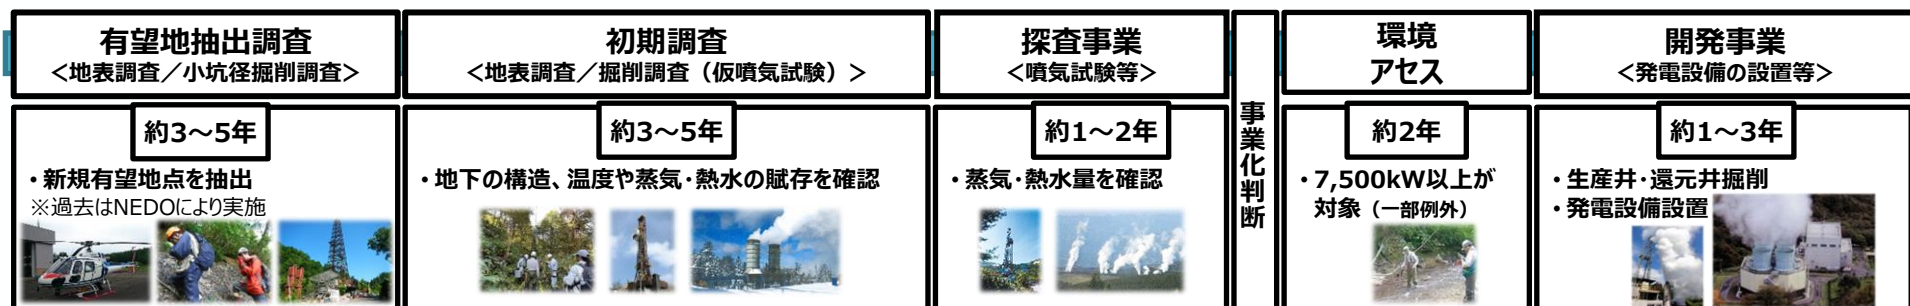 有望地抽出調査
＜地表調査／小坑径掘削調査＞
約3～5年
・新規有望地点を抽出
※過去はNEDOにより実施
初期調査
＜地表調査／掘削調査（仮噴気試験）＞
約3～5年
・地下の構造、温度や蒸気・熱水の賦存を確認
探査事業
＜噴気試験等＞
約1～2年
・蒸気・熱水量を確認
事業化判断
環境
アセス
約2年
・7,500kW以上が
対象（一部例外）
開発事業
＜発電設備の設置等＞
約1～3年
・生産井・還元井掘削
・発電設備設置